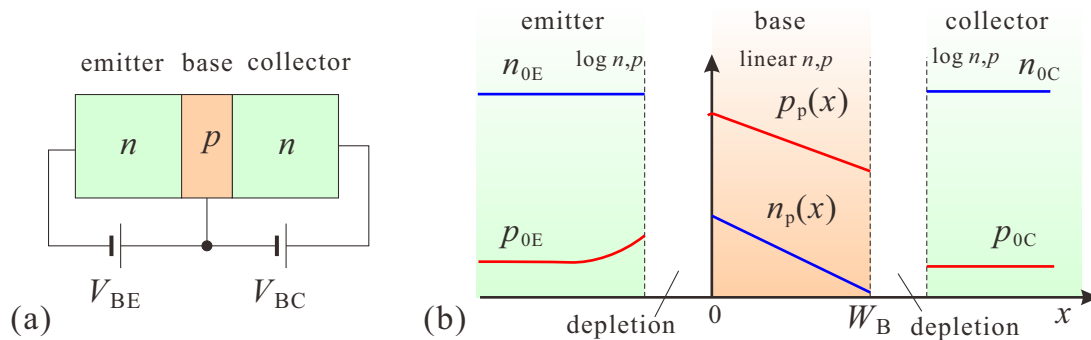 emitter base collector
n p n
V_BE V_BC
(a)
emitter base collector
n_0E log n,p linear n,p log n,p n_0C
p_p(x)
n_p(x)
p_0E p_0C
depletion 0 W_B depletion x
(b)